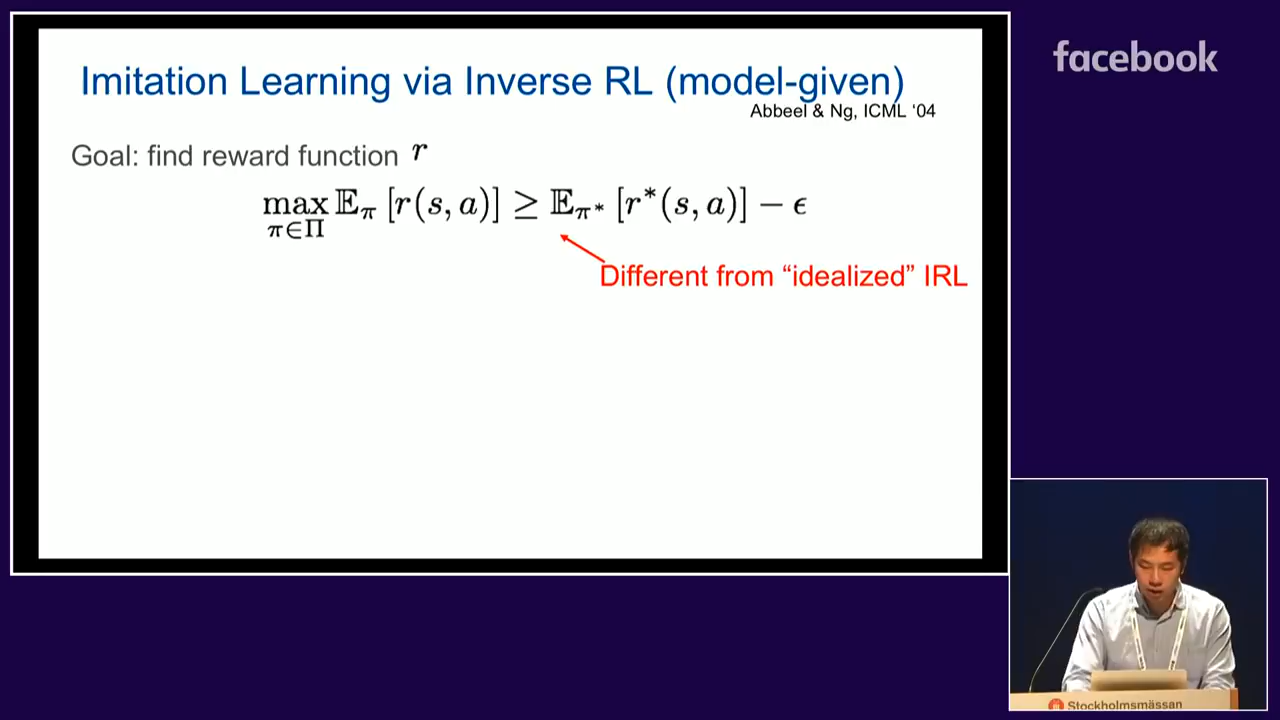 Imitation Learning via Inverse RL (model-given)
Abbeel & Ng, ICML ‘04
Goal: find reward function r
max_{π∈Π} 𝔼_π [r(s, a)] ≥ 𝔼_{π*} [r*(s, a)] − ϵ
Different from “idealized” IRL
facebook
Stockholmsmässan